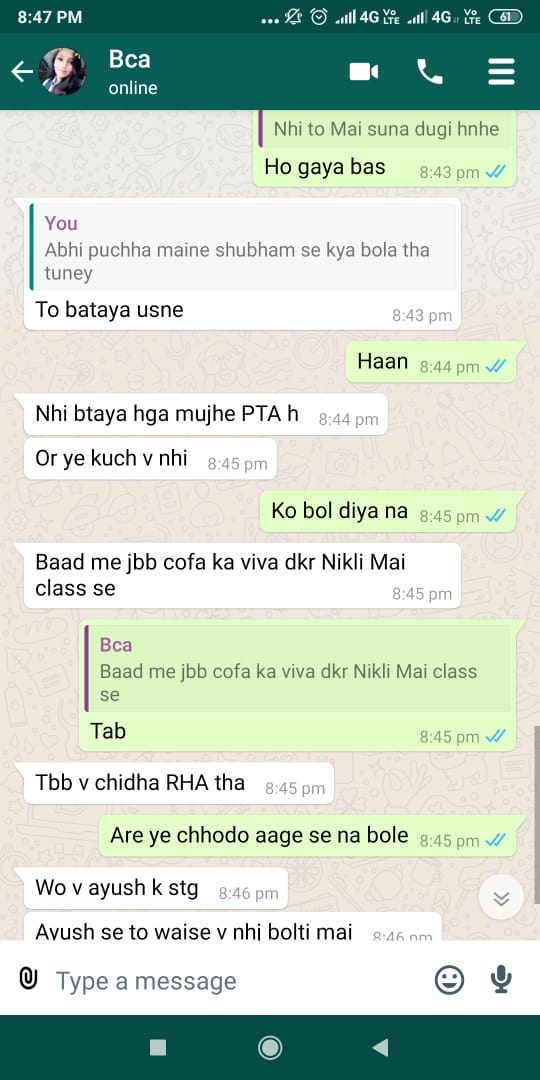 8:47 PM
4G Vo LTE 4G Vo LTE 61
Bca
online
Nhi to Mai suna dugi hnhe
Ho gaya bas 8:43 pm
You
Abhi puchha maine shubham se kya bola tha
tuney
To bataya usne 8:43 pm
Haan 8:44 pm
Nhi btaya hga mujhe PTA h 8:44 pm
Or ye kuch v nhi 8:45 pm
Ko bol diya na 8:45 pm
Baad me jbb cofa ka viva dkr Nikli Mai
class se 8:45 pm
Bca
Baad me jbb cofa ka viva dkr Nikli Mai class
se
Tab 8:45 pm
Tbb v chidha RHA tha 8:45 pm
Are ye chhodo aage se na bole 8:45 pm
Wo v ayush k stg 8:46 pm
Ayush se to waise v nhi bolti mai 8:46 pm
Type a message